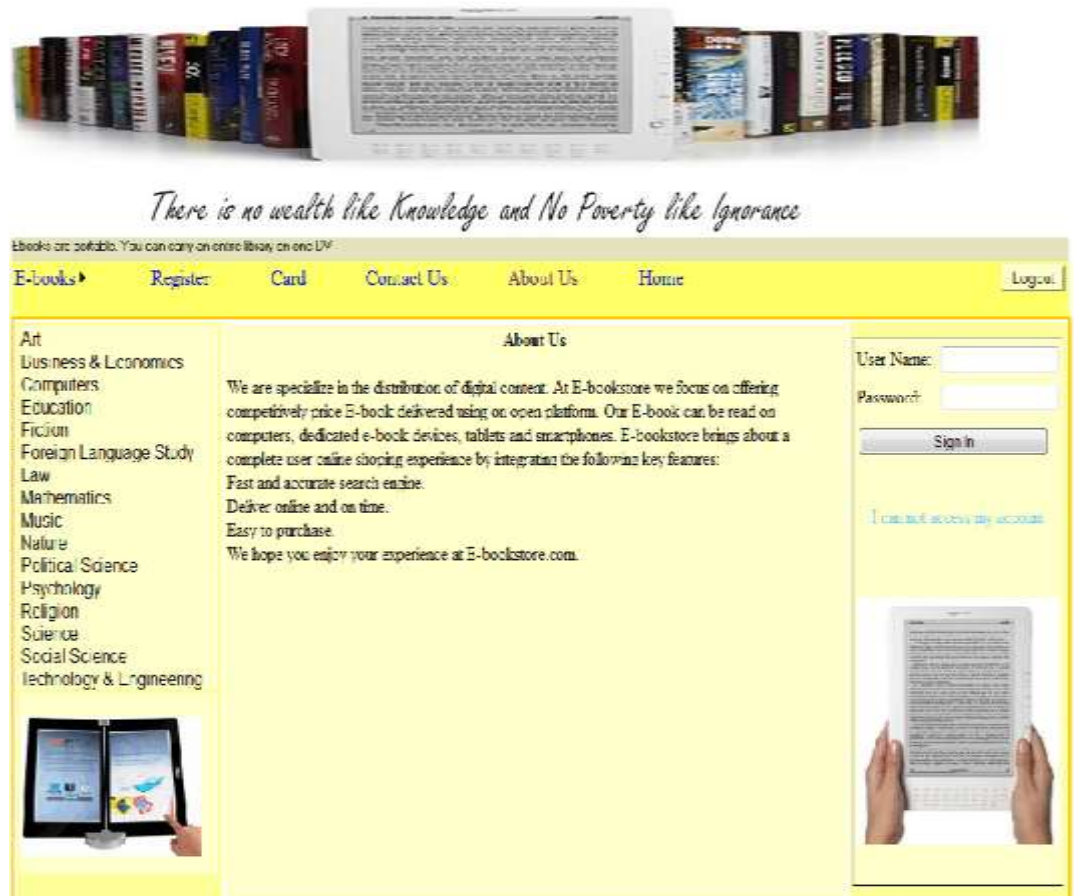 There is no wealth like Knowledge and No Poverty like Ignorance
Ebooks are portable. You can carry an entire library on one DV
E-books
Register
Card
Contact Us
About Us
Home
Logout
Art
Business & Economics
Computers
Education
Fiction
Foreign Language Study
Law
Mathematics
Music
Nature
Political Science
Psychology
Religion
Science
Social Science
Technology & Engineering
About Us
We are specialize in the distribution of digital content. At E-bookstore we focus on offering
competitively price E-book delivered using on open platform. Our E-book can be read on
computers, dedicated e-book devices, tablets and smartphones. E-bookstore brings about a
complete user online shoping experience by integrating the following key features:
Fast and accurate search engine.
Deliver online and on time.
Easy to purchase.
We hope you enjoy your experience at E-bookstore.com.
User Name:
Password:
Sign In
I can not access my account